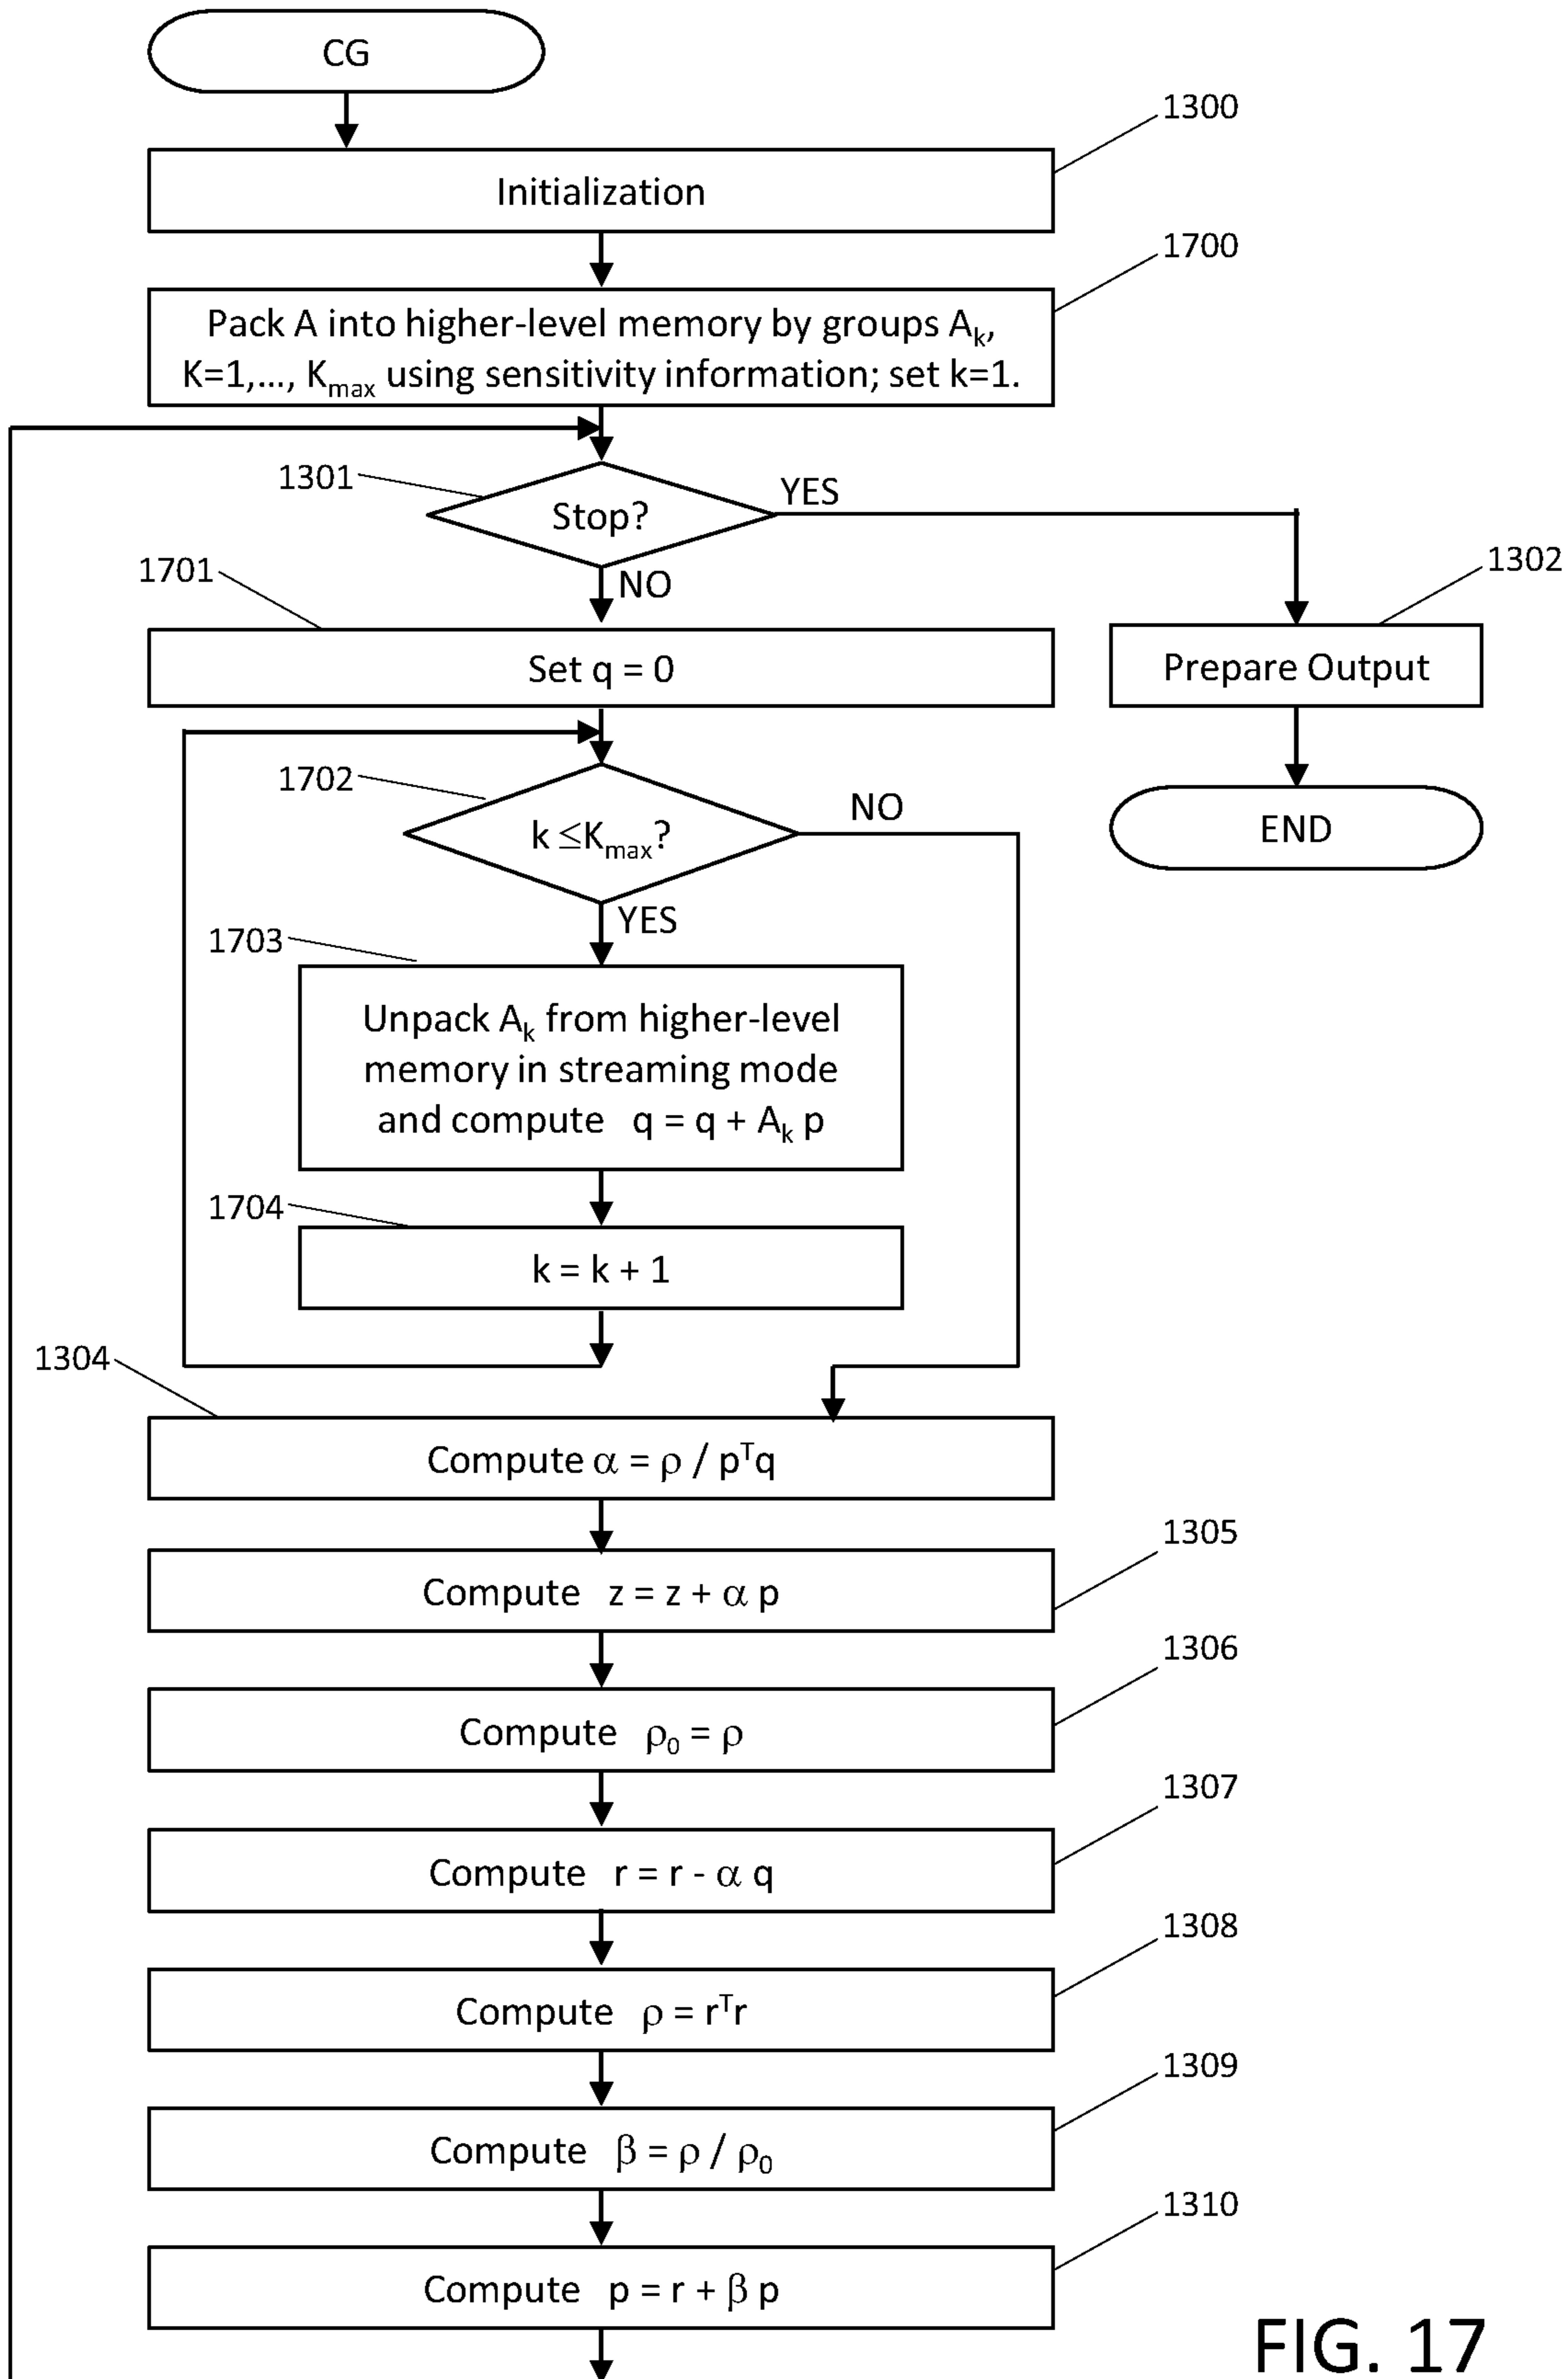 CG
1300
Initialization
1700
Pack A into higher-level memory by groups Aₖ,
K=1,..., Kmax using sensitivity information; set k=1.
1301
Stop?
YES
NO
1701
Set q = 0
1302
Prepare Output
END
1702
k ≤Kmax?
NO
YES
1703
Unpack Aₖ from higher-level
memory in streaming mode
and compute q = q + Aₖ p
1704
k = k + 1
1304
Compute α = ρ / pᵀq
1305
Compute z = z + α p
1306
Compute ρ₀ = ρ
1307
Compute r = r - α q
1308
Compute ρ = rᵀr
1309
Compute β = ρ / ρ₀
1310
Compute p = r + β p
FIG. 17